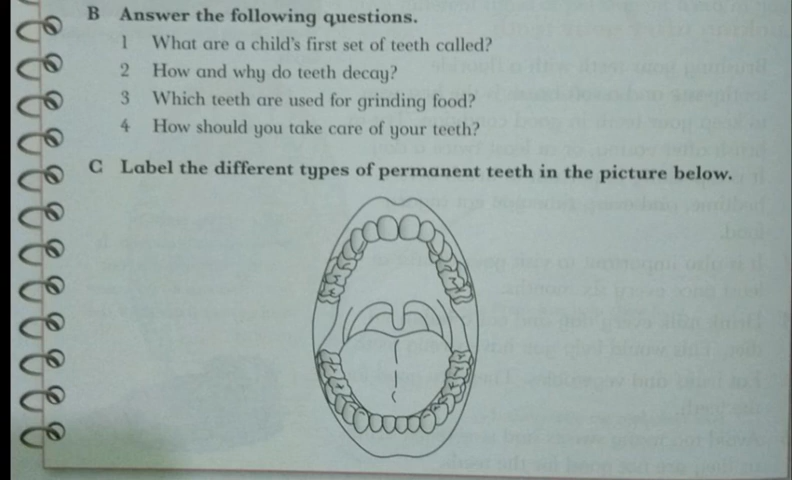 B Answer the following questions.
1 What are a child's first set of teeth called?
2 How and why do teeth decay?
3 Which teeth are used for grinding food?
4 How should you take care of your teeth?
C Label the different types of permanent teeth in the picture below.